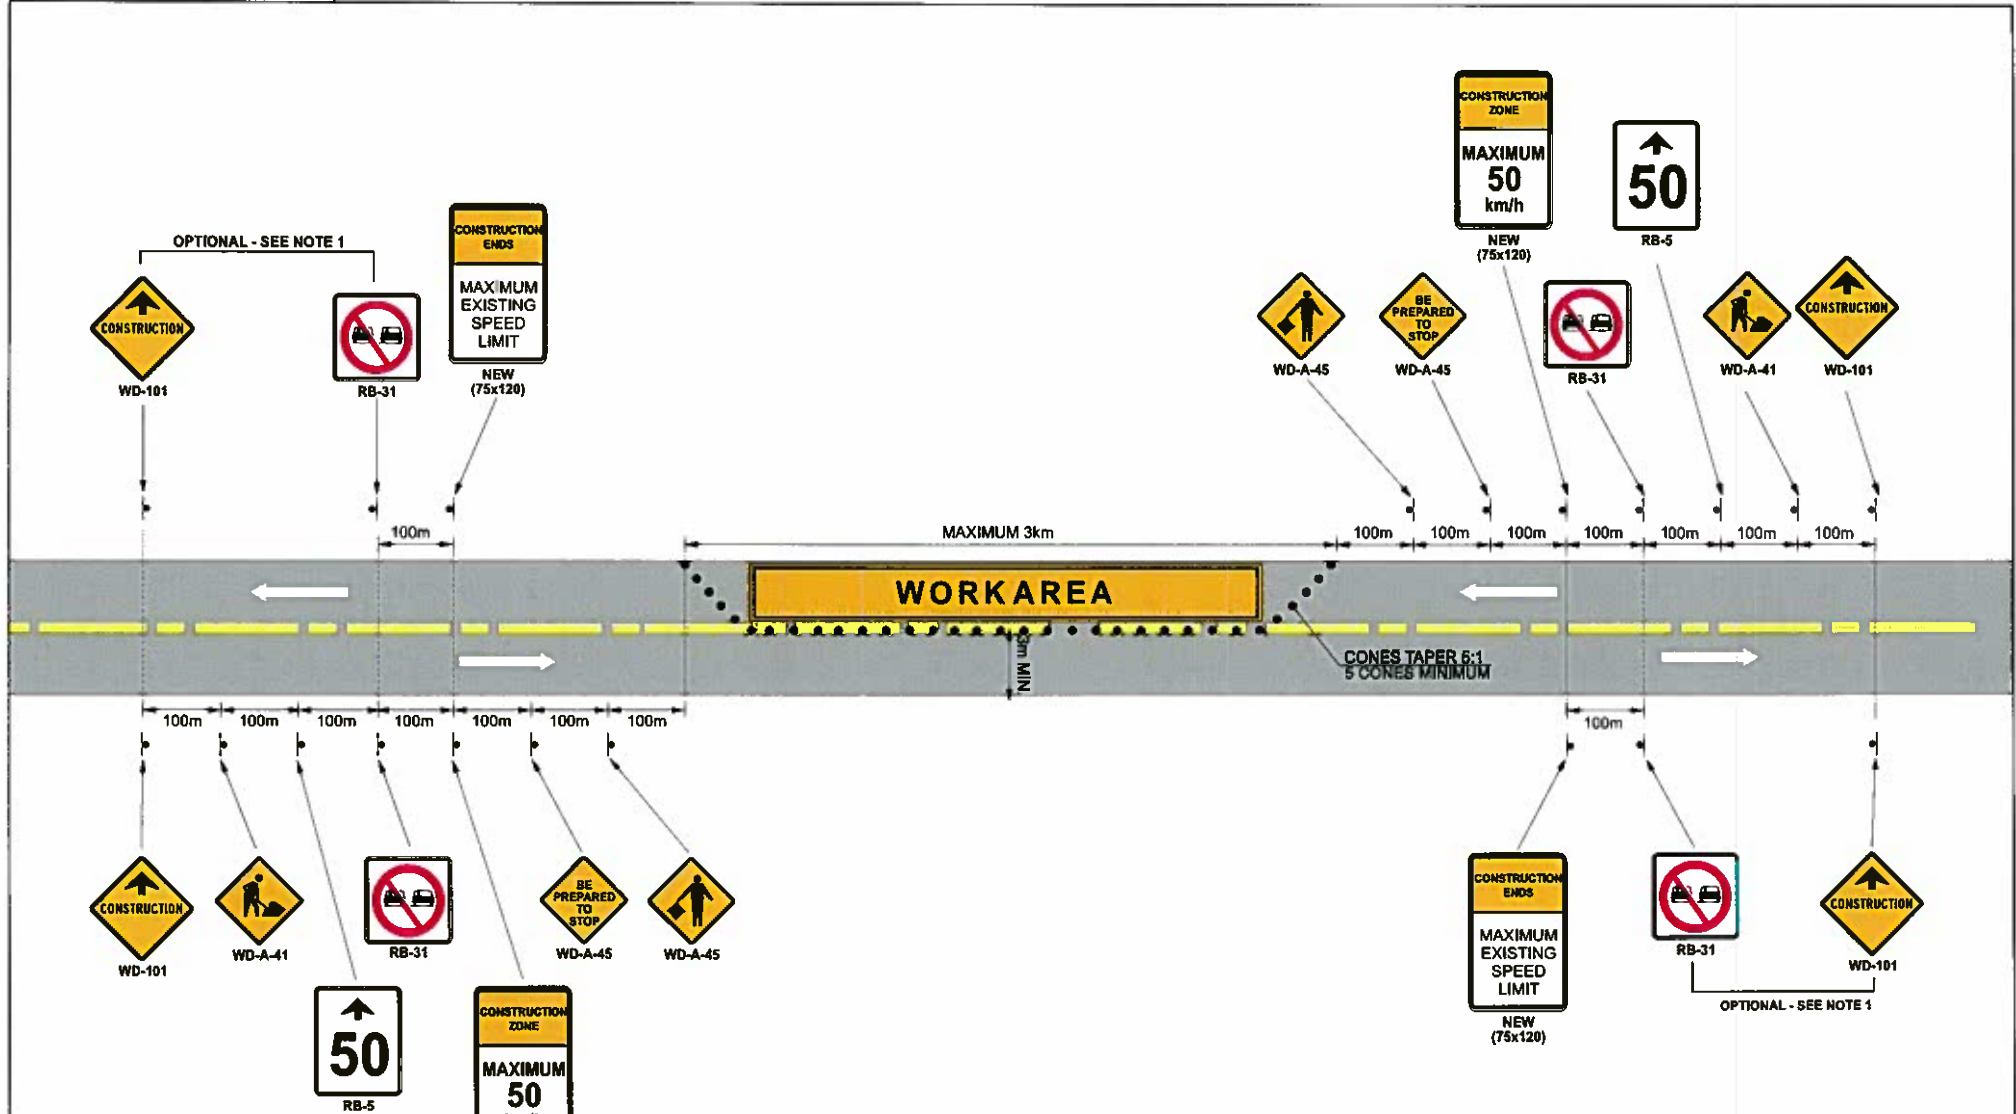 CONSTRUCTION
ZONE
MAXIMUM
50
km/h
NEW
(75x120)
50
RB-5
OPTIONAL - SEE NOTE 1
CONSTRUCTION
WD-101
RB-31
CONSTRUCTION
ENDS
MAXIMUM
EXISTING
SPEED
LIMIT
NEW
(75x120)
WD-A-45
BE
PREPARED
TO
STOP
WD-A-45
RB-31
WD-A-41
CONSTRUCTION
WD-101
100m
MAXIMUM 3km
100m
100m
100m
100m
100m
100m
100m
WORKAREA
3m MIN.
CONES TAPER 5:1
5 CONES MINIMUM
100m
100m
100m
100m
100m
100m
100m
100m
CONSTRUCTION
WD-101
WD-A-41
RB-31
BE
PREPARED
TO
STOP
WD-A-45
WD-A-45
50
RB-5
CONSTRUCTION
ZONE
MAXIMUM
50
CONSTRUCTION
ENDS
MAXIMUM
EXISTING
SPEED
LIMIT
NEW
(75x120)
RB-31
CONSTRUCTION
WD-101
OPTIONAL - SEE NOTE 1